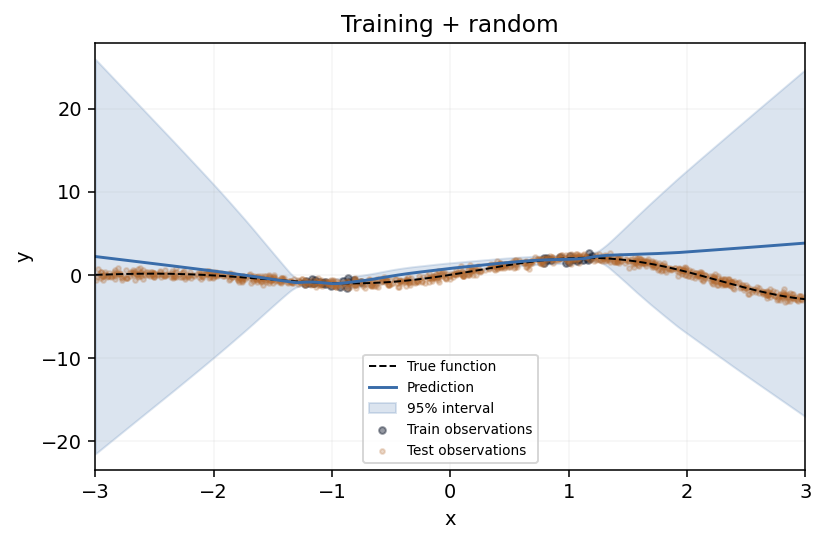 Training + random
y
20
10
0
−10
−20
True function
Prediction
95% interval
Train observations
Test observations
−3 −2 −1 0 1 2 3
x